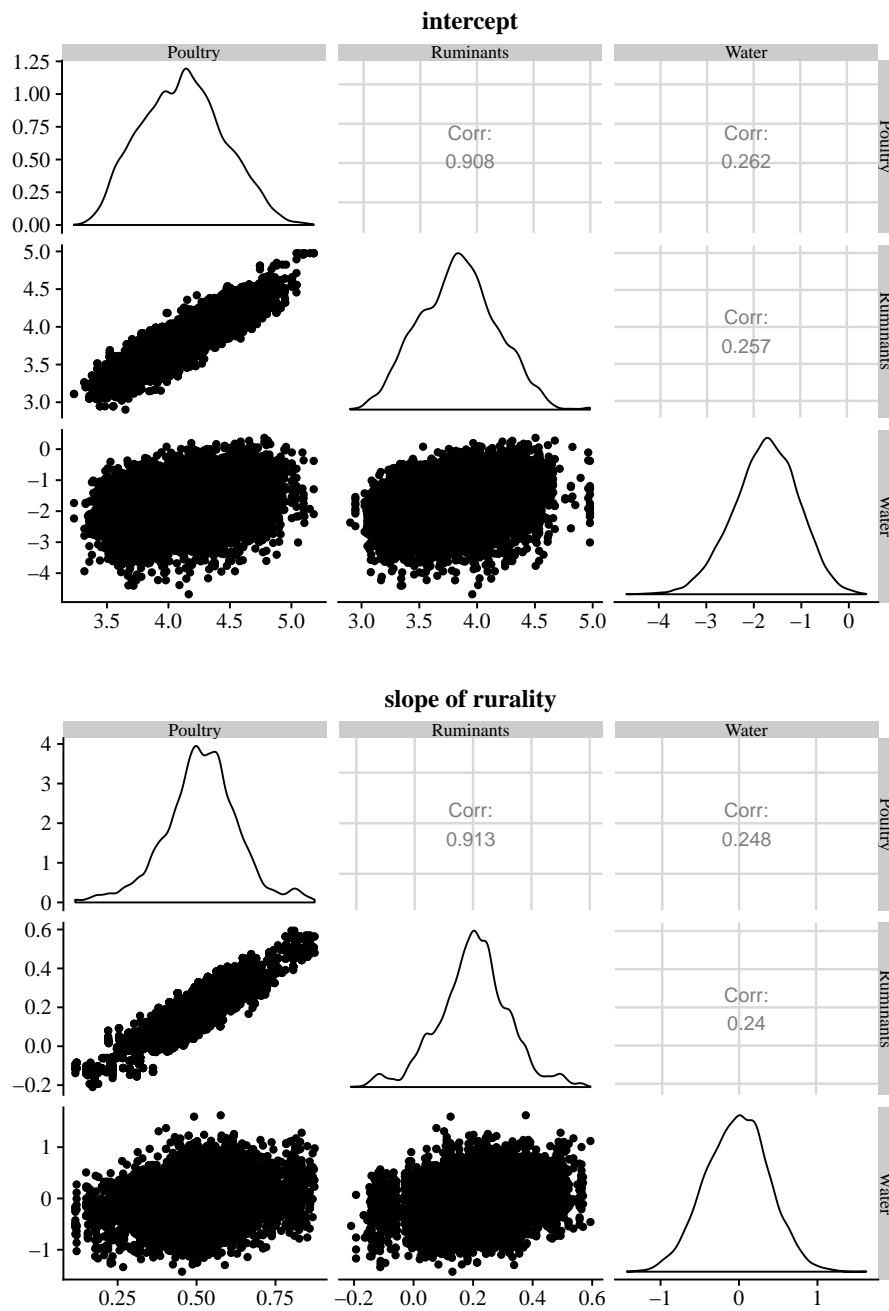 intercept
Poultry Ruminants Water
1.25
1.00
0.75
0.50
0.25
0.00
Corr:
0.908
Corr:
0.262
Poultry
5.0
4.5
4.0
3.5
3.0
Corr:
0.257
Ruminants
0
−1
−2
−3
−4
Water
3.5 4.0 4.5 5.0 3.0 3.5 4.0 4.5 5.0 −4 −3 −2 −1 0
slope of rurality
Poultry Ruminants Water
4
3
2
1
0
Corr:
0.913
Corr:
0.248
Poultry
0.6
0.4
0.2
0.0
−0.2
Corr:
0.24
Ruminants
1
0
−1
Water
0.25 0.50 0.75 −0.2 0.0 0.2 0.4 0.6 −1 0 1